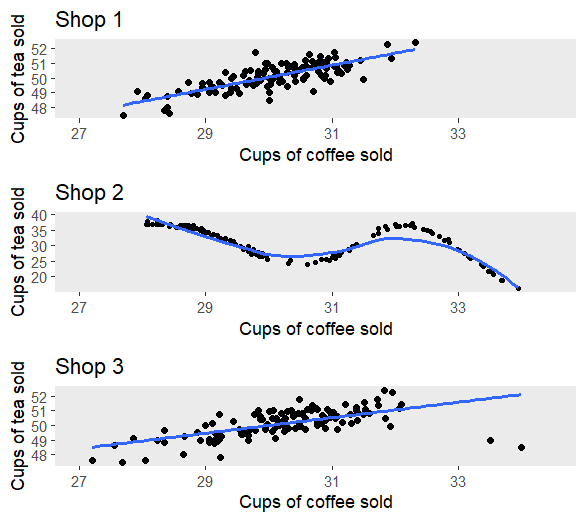 Shop 1
Cups of tea sold
52
51
50
49
48
27 29 31 33
Cups of coffee sold
Shop 2
Cups of tea sold
40
35
30
25
20
27 29 31 33
Cups of coffee sold
Shop 3
Cups of tea sold
52
51
50
49
48
27 29 31 33
Cups of coffee sold